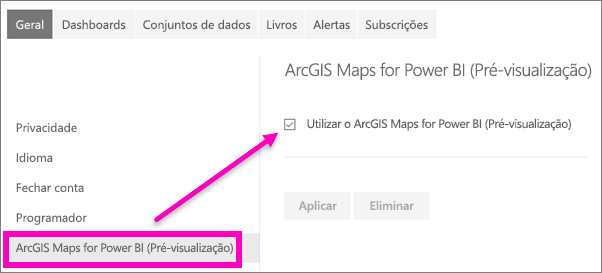 Geral Dashboards Conjuntos de dados Livros Alertas Subscrições
ArcGIS Maps for Power BI (Pré-visualização)
Utilizar o ArcGIS Maps for Power BI (Pré-visualização)
Privacidade
Idioma
Fechar conta
Programador
ArcGIS Maps for Power BI (Pré-visualização)
Aplicar Eliminar